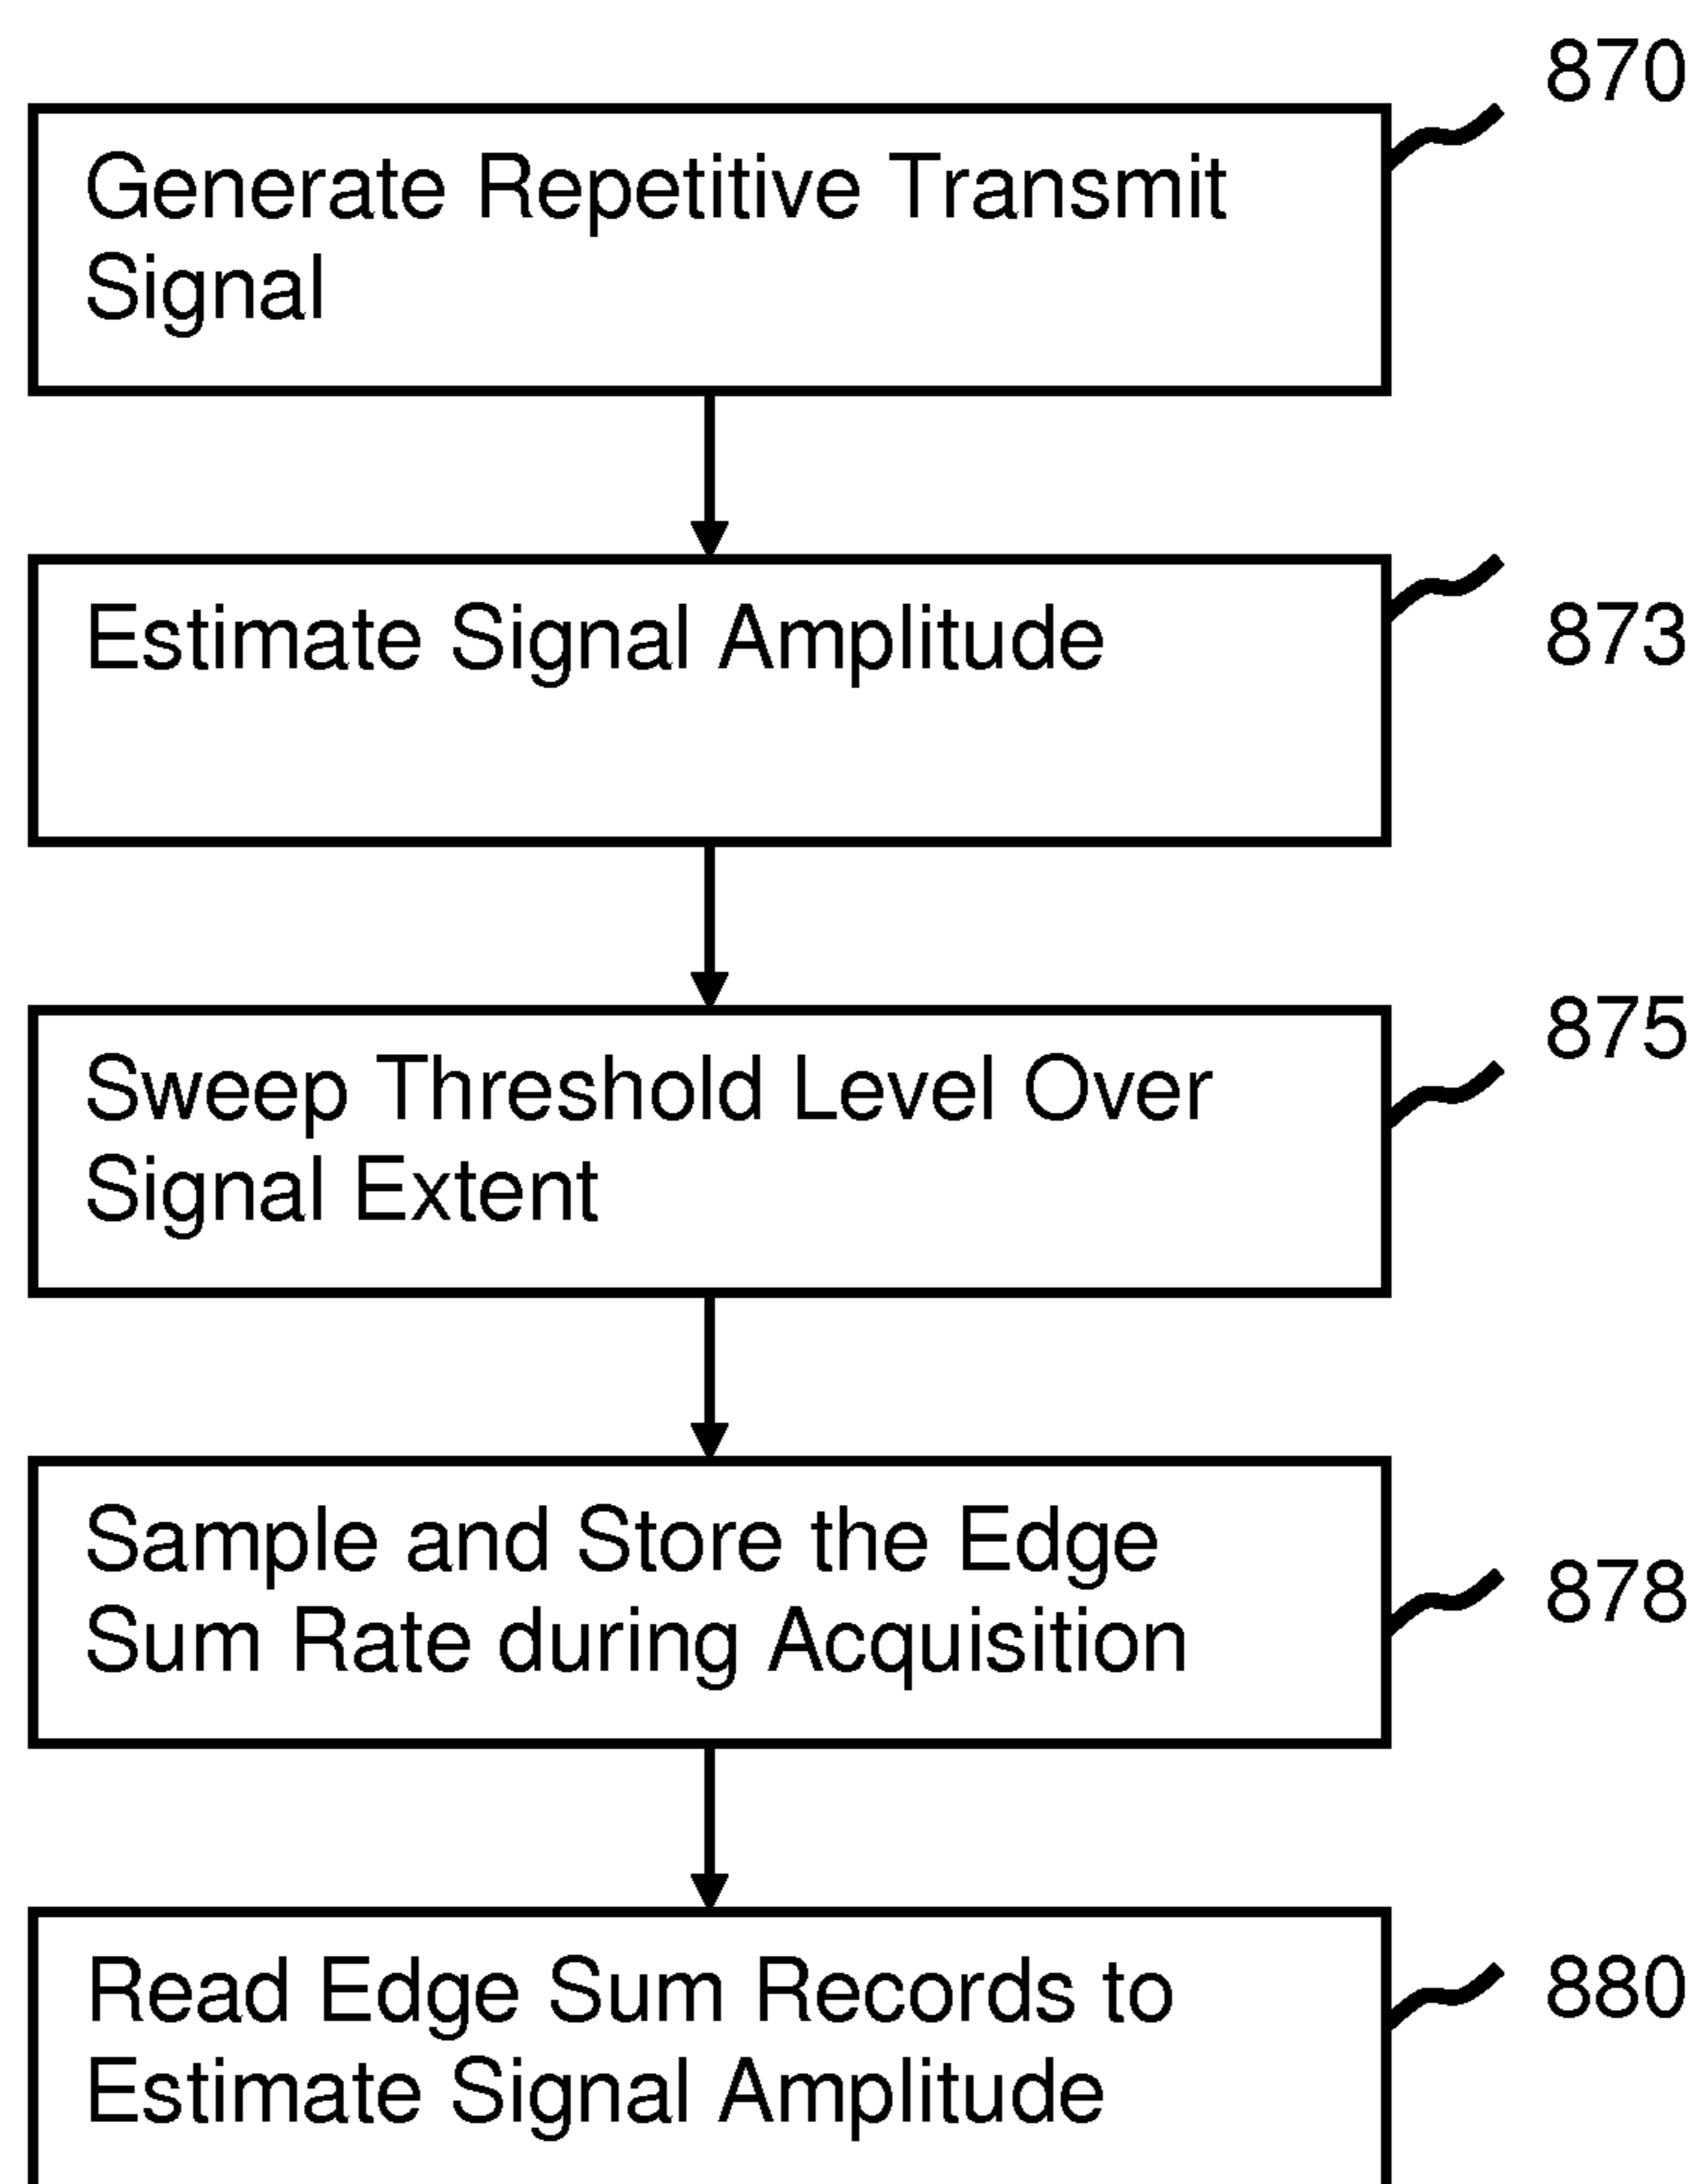 870
Generate Repetitive Transmit
Signal
Estimate Signal Amplitude
873
875
Sweep Threshold Level Over
Signal Extent
Sample and Store the Edge
Sum Rate during Acquisition
878
Read Edge Sum Records to
Estimate Signal Amplitude
880